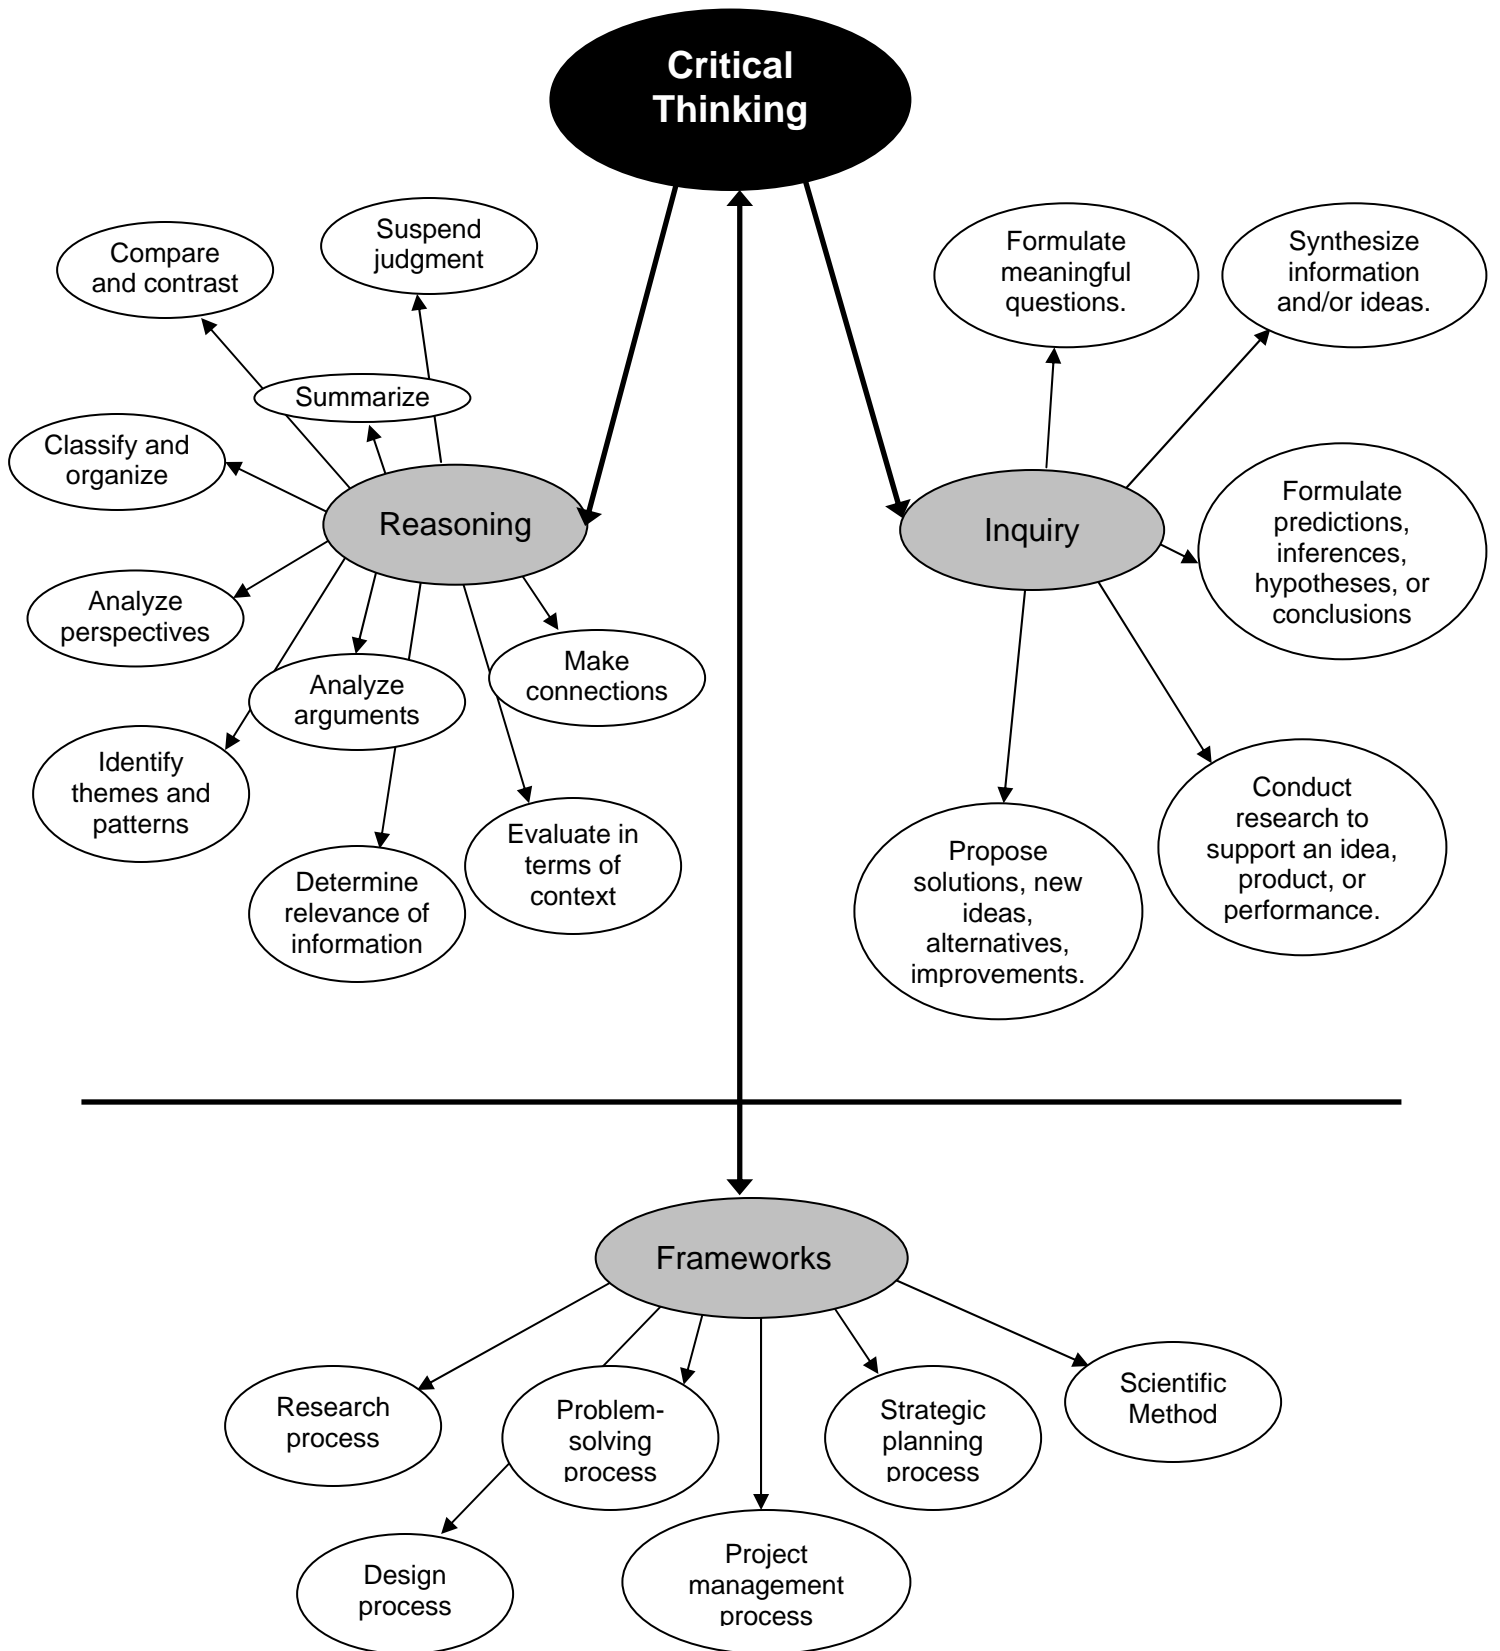 Critical
Thinking
Suspend
judgment
Compare
and contrast
Formulate
meaningful
questions.
Synthesize
information
and/or ideas.
Summarize
Classify and
organize
Reasoning
Inquiry
Formulate
predictions,
inferences,
hypotheses, or
conclusions
Analyze
perspectives
Analyze
arguments
Make
connections
Identify
themes and
patterns
Determine
relevance of
information
Evaluate in
terms of
context
Propose
solutions, new
ideas,
alternatives,
improvements.
Conduct
research to
support an idea,
product, or
performance.
Frameworks
Research
process
Problem-
solving
process
Strategic
planning
process
Scientific
Method
Design
process
Project
management
process